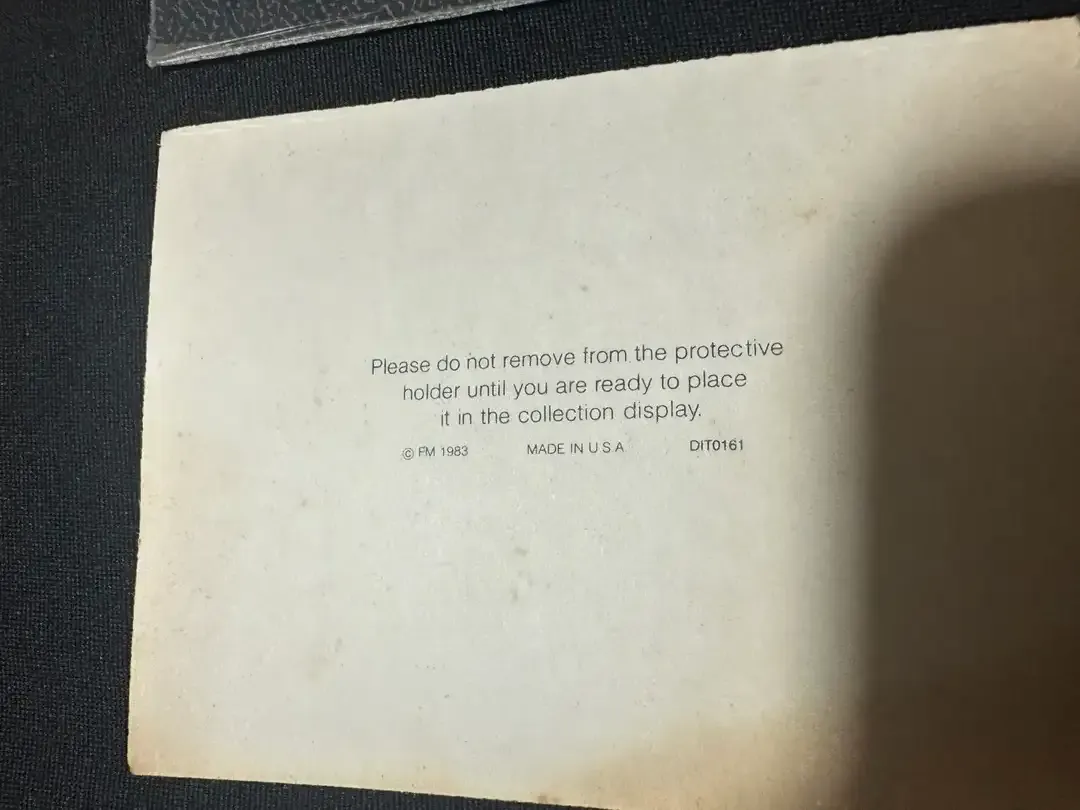 Please do not remove from the protective
holder until you are ready to place
it in the collection display.
© FM 1983 MADE IN U S A DIT0161